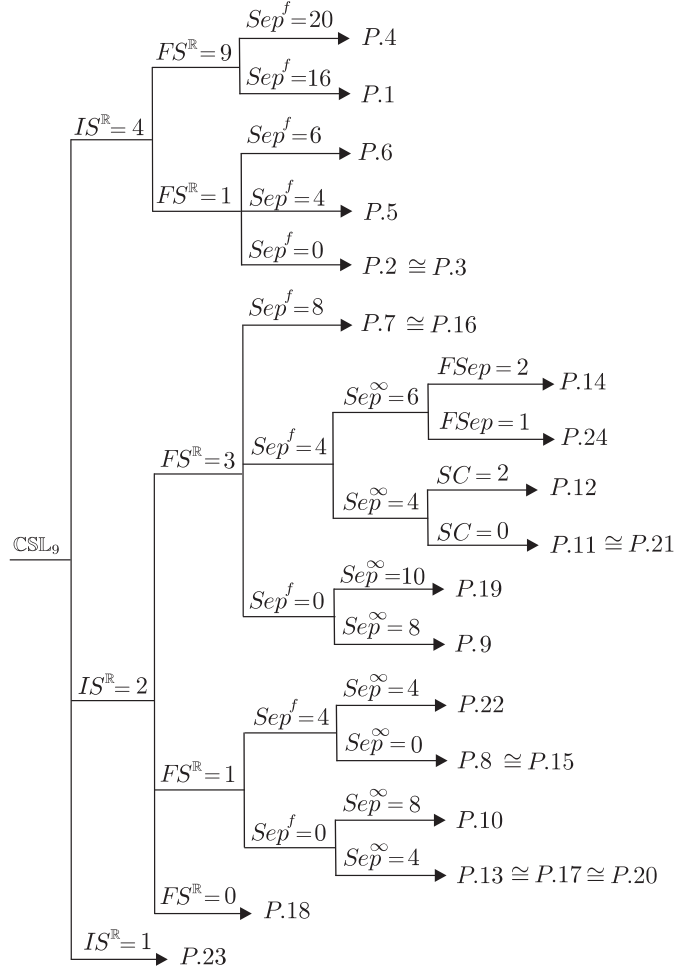 Sep^f=20
P.4
FS^ℝ=9
Sep^f=16
P.1
IS^ℝ=4
Sep^f=6
P.6
FS^ℝ=1
Sep^f=4
P.5
Sep^f=0
P.2 ≅ P.3
Sep^f=8
P.7 ≅ P.16
FSep=2
P.14
Sep^∞=6
FSep=1
P.24
FS^ℝ=3
Sep^f=4
SC=2
P.12
Sep^∞=4
SC=0
P.11 ≅ P.21
ℂSL₉
Sep^∞=10
P.19
Sep^f=0
Sep^∞=8
P.9
IS^ℝ=2
Sep^∞=4
P.22
Sep^f=4
Sep^∞=0
P.8 ≅ P.15
FS^ℝ=1
Sep^∞=8
P.10
Sep^f=0
Sep^∞=4
P.13 ≅ P.17 ≅ P.20
FS^ℝ=0
P.18
IS^ℝ=1
P.23